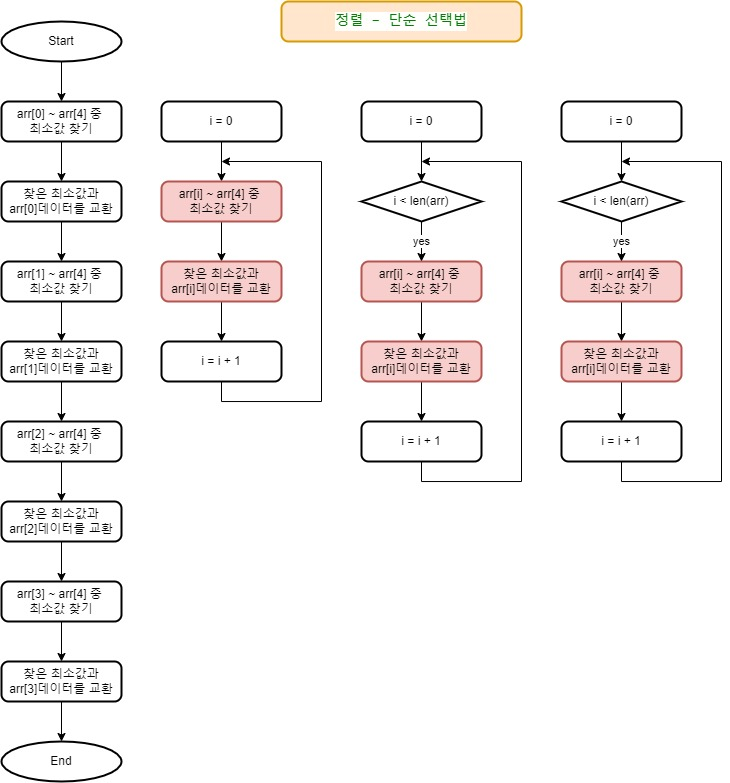 정렬 - 단순 선택법
Start
arr[0] ~ arr[4] 중
최소값 찾기
찾은 최소값과
arr[0]데이터를 교환
arr[1] ~ arr[4] 중
최소값 찾기
찾은 최소값과
arr[1]데이터를 교환
arr[2] ~ arr[4] 중
최소값 찾기
찾은 최소값과
arr[2]데이터를 교환
arr[3] ~ arr[4] 중
최소값 찾기
찾은 최소값과
arr[3]데이터를 교환
End
i = 0
arr[i] ~ arr[4] 중
최소값 찾기
찾은 최소값과
arr[i]데이터를 교환
i = i + 1
i = 0
i < len(arr)
yes
arr[i] ~ arr[4] 중
최소값 찾기
찾은 최소값과
arr[i]데이터를 교환
i = i + 1
i = 0
i < len(arr)
yes
arr[i] ~ arr[4] 중
최소값 찾기
찾은 최소값과
arr[i]데이터를 교환
i = i + 1